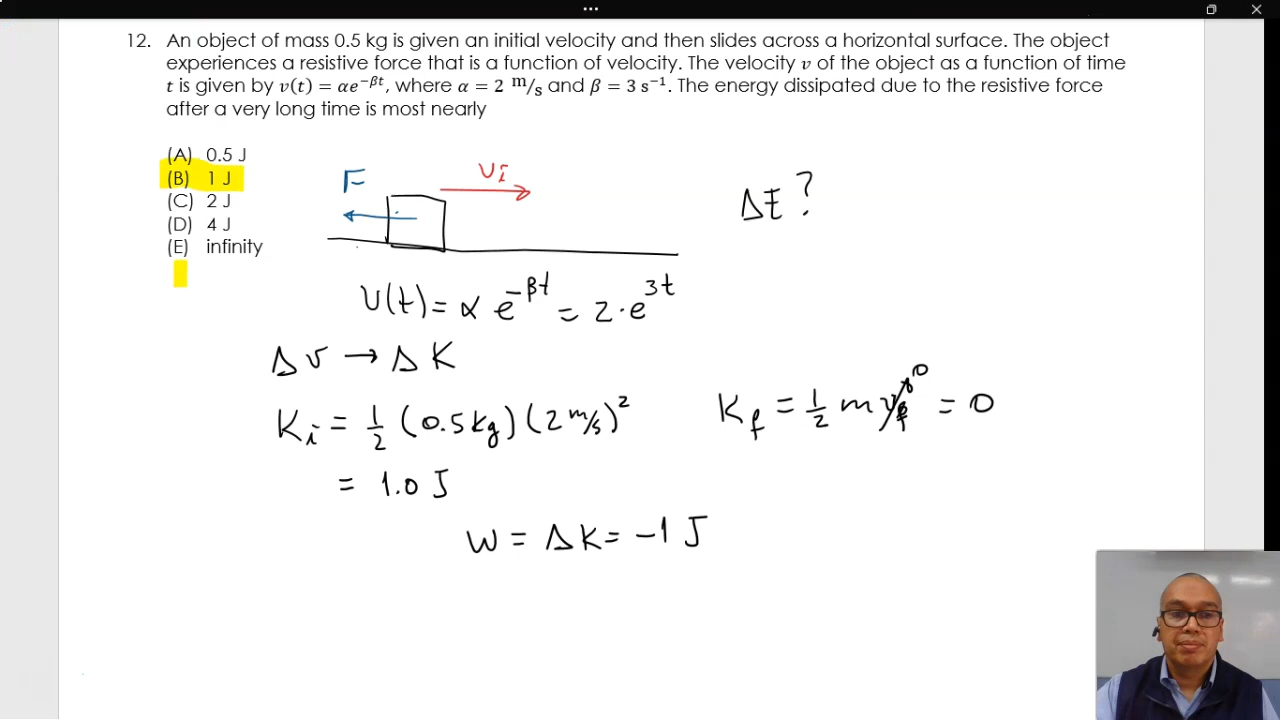 12. An object of mass 0.5 kg is given an initial velocity and then slides across a horizontal surface. The object
experiences a resistive force that is a function of velocity. The velocity v of the object as a function of time
t is given by v(t) = αe^−βt, where α = 2 m/s and β = 3 s⁻¹. The energy dissipated due to the resistive force
after a very long time is most nearly
(A) 0.5 J
(B) 1 J
(C) 2 J
(D) 4 J
(E) infinity
F
vi
ΔE?
v(t) = α e^−βt = 2·e^3t
Δv → ΔK
Ki = 1/2 (0.5kg)(2 m/s)²
= 1.0 J
Kf = 1/2 m vf² 0 = 0
W = ΔK = −1 J